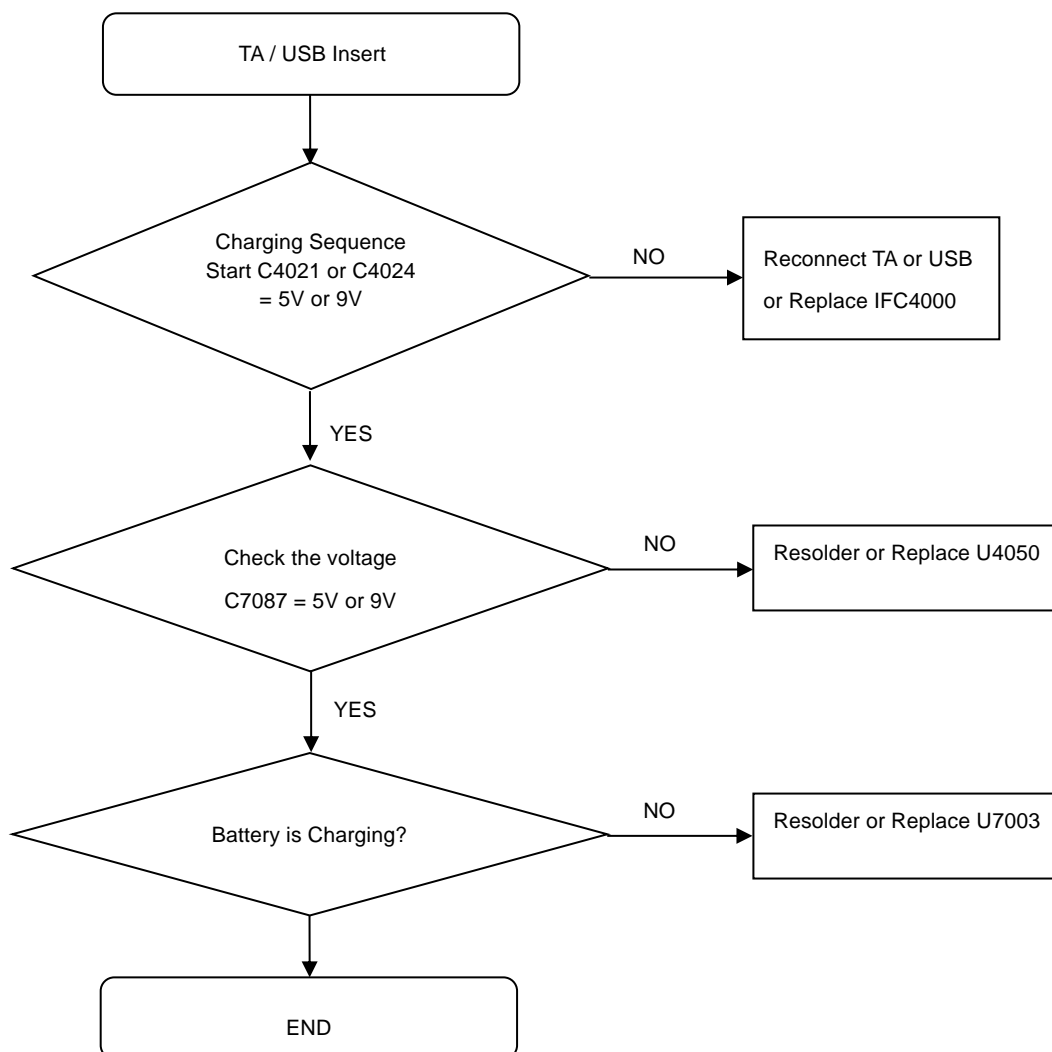 TA / USB Insert
Charging Sequence
Start C4021 or C4024
= 5V or 9V
NO
Reconnect TA or USB
or Replace IFC4000
YES
Check the voltage
C7087 = 5V or 9V
NO
Resolder or Replace U4050
YES
Battery is Charging?
NO
Resolder or Replace U7003
END